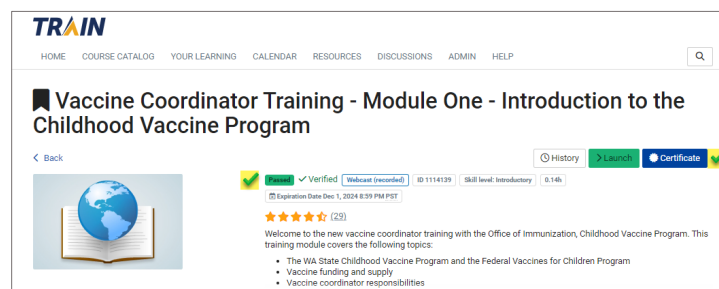 TRAIN
HOME COURSE CATALOG YOUR LEARNING CALENDAR RESOURCES DISCUSSIONS ADMIN HELP
Vaccine Coordinator Training - Module One - Introduction to the
Childhood Vaccine Program
Back
History Launch Certificate
Passed Verified Webcast (recorded) ID 1114139 Skill level: Introductory 0.14h
Expiration Date Dec 1, 2024 8:59 PM PST
(29)
Welcome to the new vaccine coordinator training with the Office of Immunization, Childhood Vaccine Program. This
training module covers the following topics:
• The WA State Childhood Vaccine Program and the Federal Vaccines for Children Program
• Vaccine funding and supply
• Vaccine coordinator responsibilities